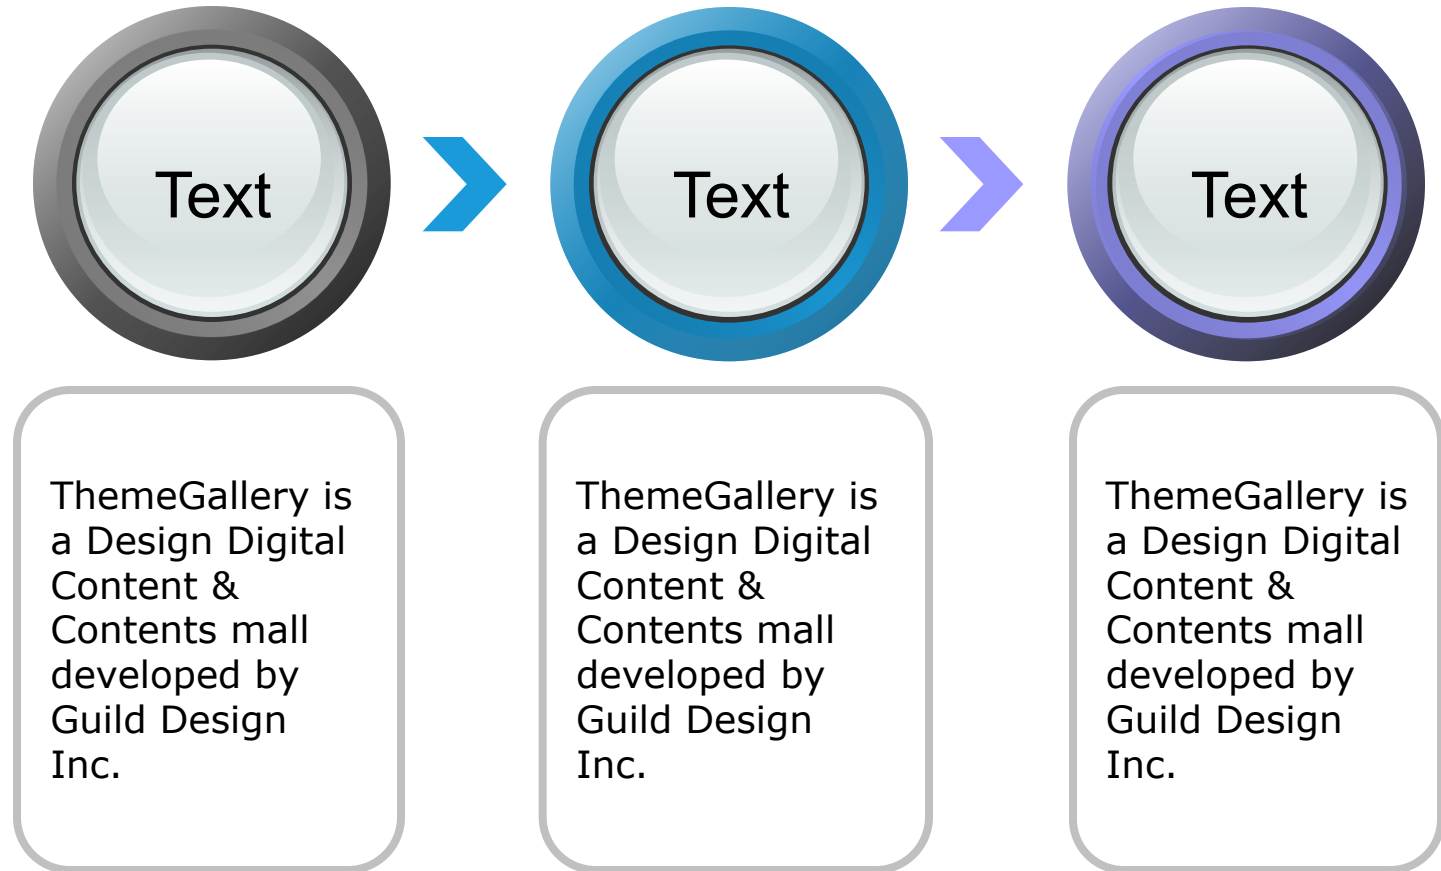 Text
Text
Text
ThemeGallery is
a Design Digital
Content &
Contents mall
developed by
Guild Design
Inc.
ThemeGallery is
a Design Digital
Content &
Contents mall
developed by
Guild Design
Inc.
ThemeGallery is
a Design Digital
Content &
Contents mall
developed by
Guild Design
Inc.